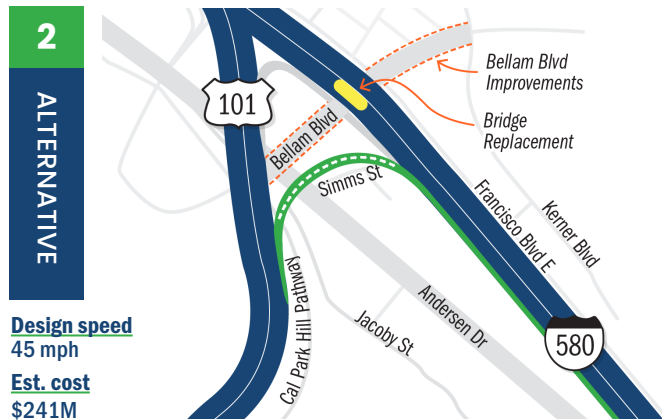 2
ALTERNATIVE
Design speed
45 mph
Est. cost
$241M
101
Bellam Blvd
Improvements
Bridge
Replacement
Bellam Blvd
Simms St
Francisco Blvd E
Kerner Blvd
Andersen Dr
Jacoby St
Cal Park Hill Pathway
580